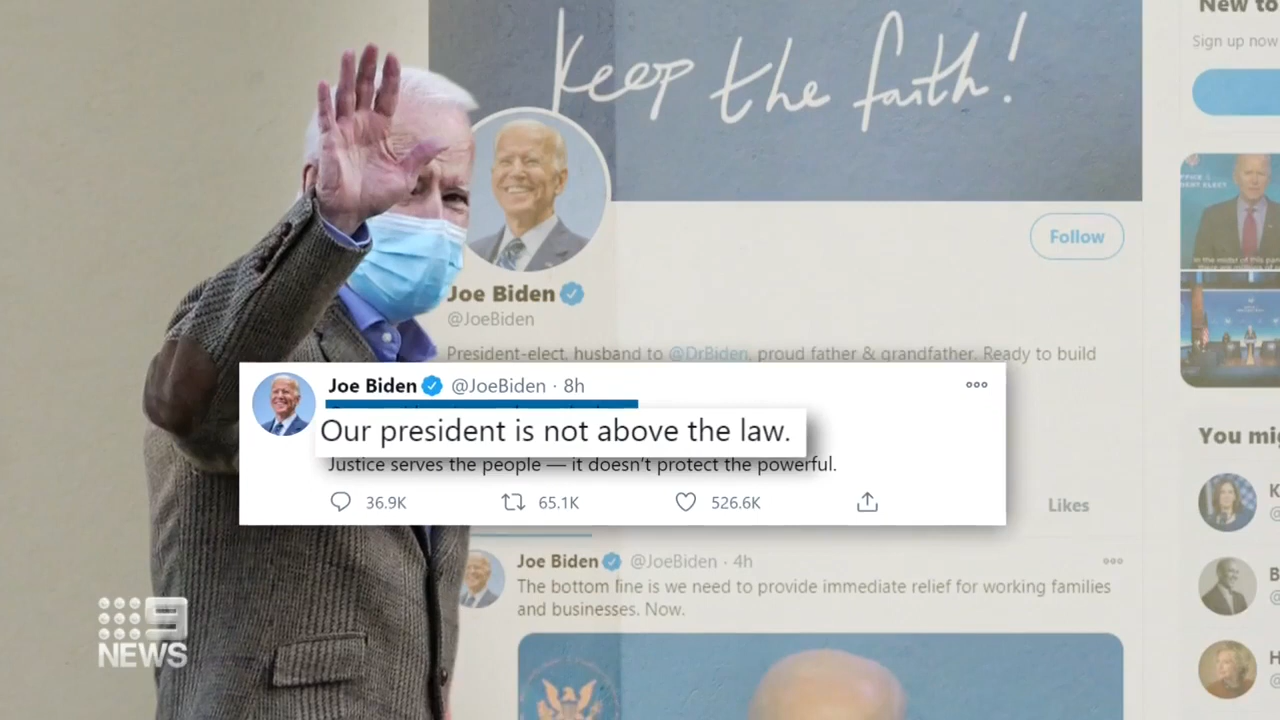 Keep the faith!
New to
Sign up now
Follow
Joe Biden
@JoeBiden
President-elect, husband to @DrBiden, proud father & grandfather. Ready to build
Joe Biden @JoeBiden · 8h
Our president is not above the law.
Justice serves the people — it doesn't protect the powerful.
36.9K 65.1K 526.6K
Likes
You mig
Joe Biden @JoeBiden · 4h
The bottom line is we need to provide immediate relief for working families
and businesses. Now.
K
@
B
@
H
@
9
NEWS